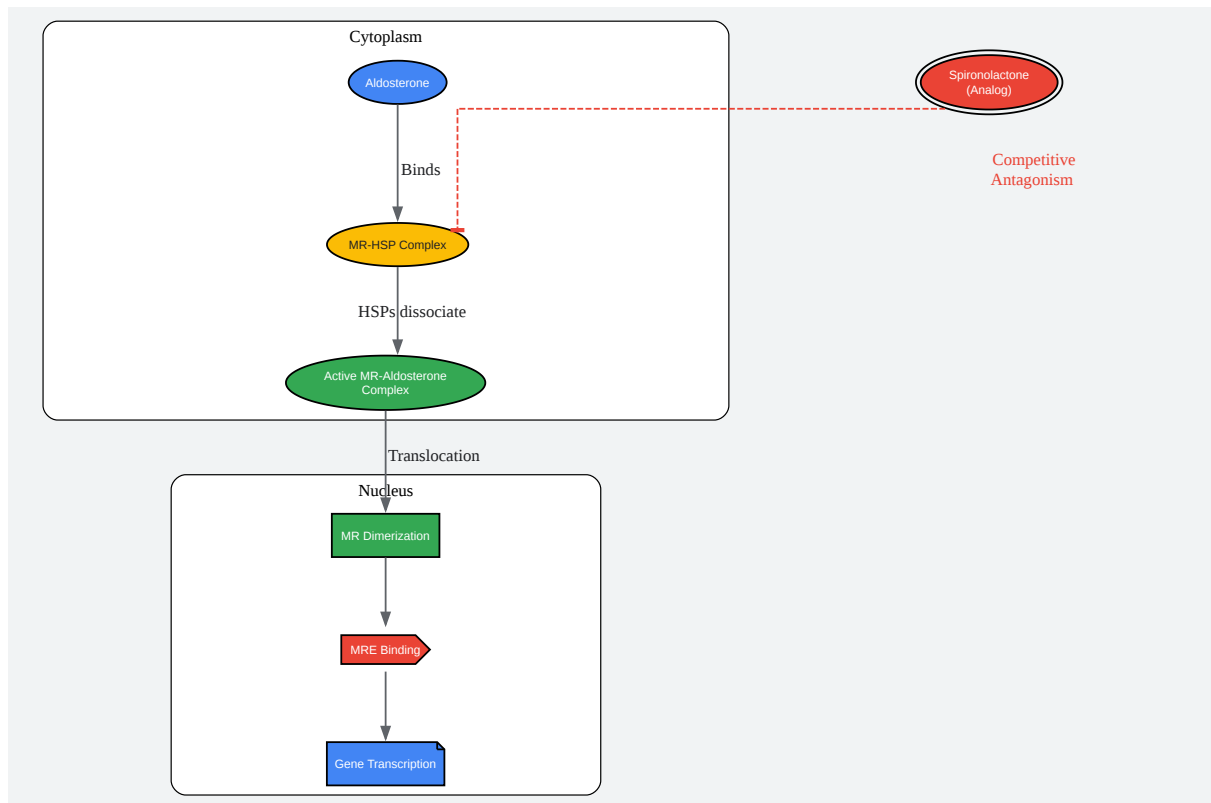 Cytoplasm
Aldosterone
Spironolactone
(Analog)
Competitive
Antagonism
Binds
MR-HSP Complex
HSPs dissociate
Active MR-Aldosterone
Complex
Translocation
Nucleus
MR Dimerization
MRE Binding
Gene Transcription